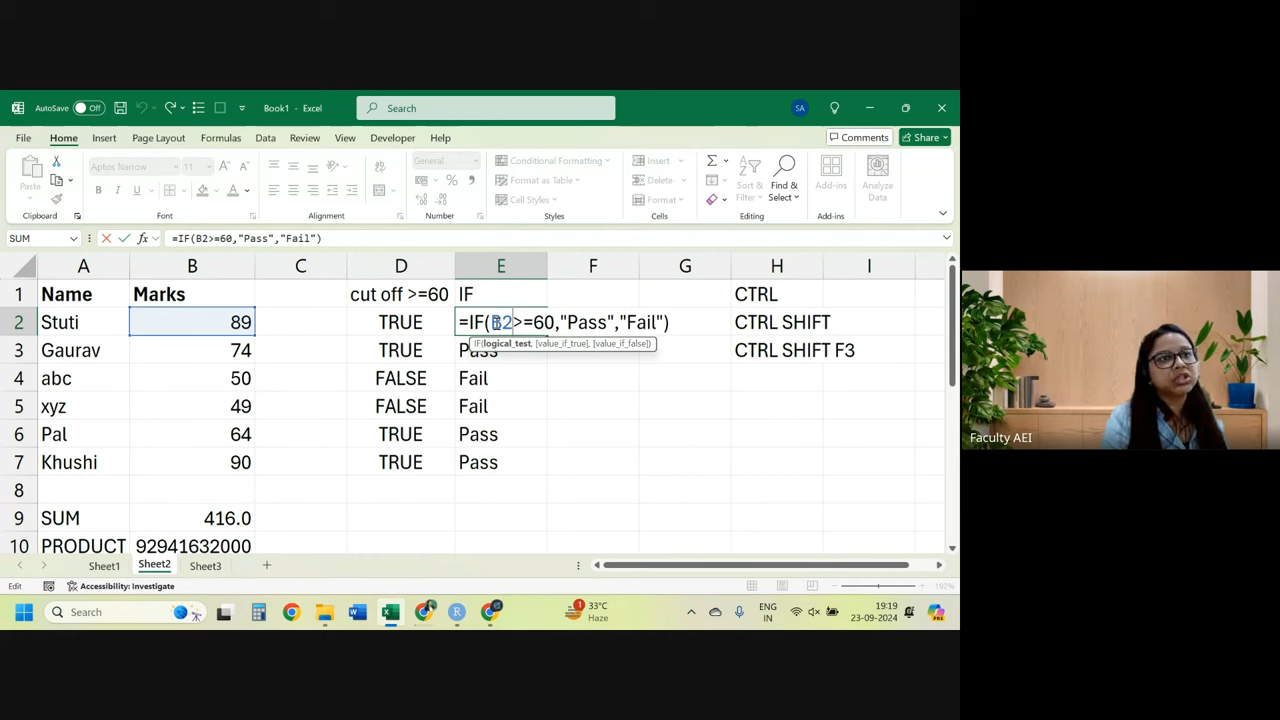 AutoSave Off Book1 - Excel Search SA
File Home Insert Page Layout Formulas Data Review View Developer Help Comments Share
Paste Aptos Narrow 11 A A General Conditional Formatting Insert Sort & Find & Add-ins Analyze
B I U A % Format as Table Delete Filter Select Data
Cell Styles Format
Clipboard Font Alignment Number Styles Cells Editing Add-ins
SUM fx =IF(B2>=60,"Pass","Fail")
A B C D E F G H I
1 Name Marks cut off >=60 IF CTRL
2 Stuti 89 TRUE =IF(B2>=60,"Pass","Fail") CTRL SHIFT
IF(logical_test, [value_if_true], [value_if_false])
3 Gaurav 74 TRUE Pass CTRL SHIFT F3
4 abc 50 FALSE Fail
5 xyz 49 FALSE Fail
6 Pal 64 TRUE Pass
7 Khushi 90 TRUE Pass
8
9 SUM 416.0
10 PRODUCT 92941632000
Sheet1 Sheet2 Sheet3
Edit Accessibility: Investigate 192%
Search 1 33°C Haze ENG IN 19:19 23-09-2024
Faculty AEI